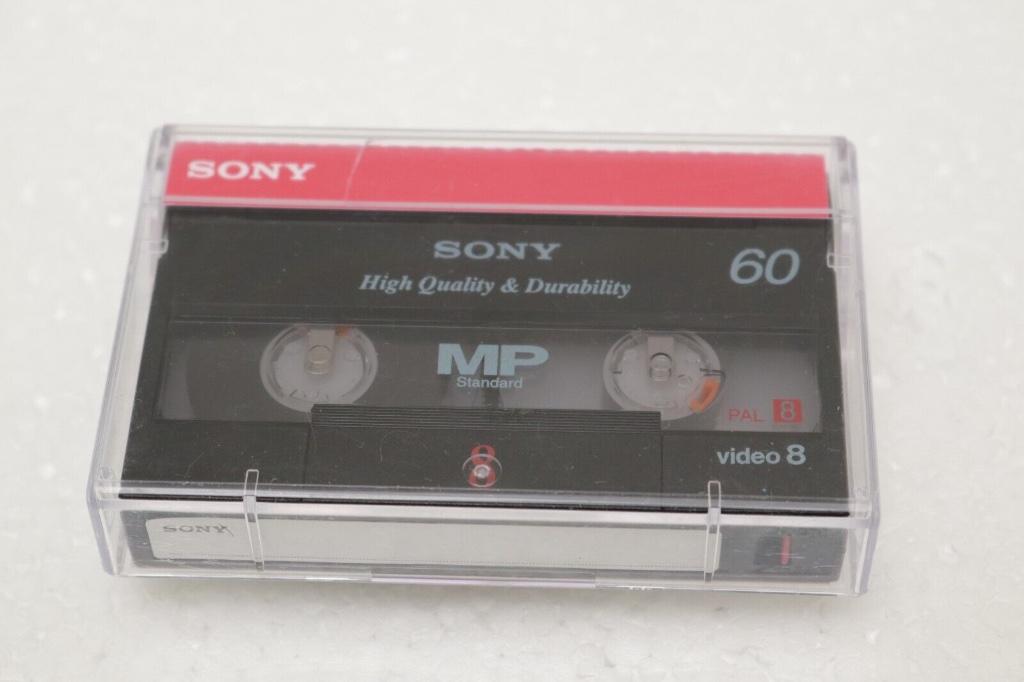 SONY
SONY
60
High Quality & Durability
MP
Standard
PAL 8
video 8
8
SONY